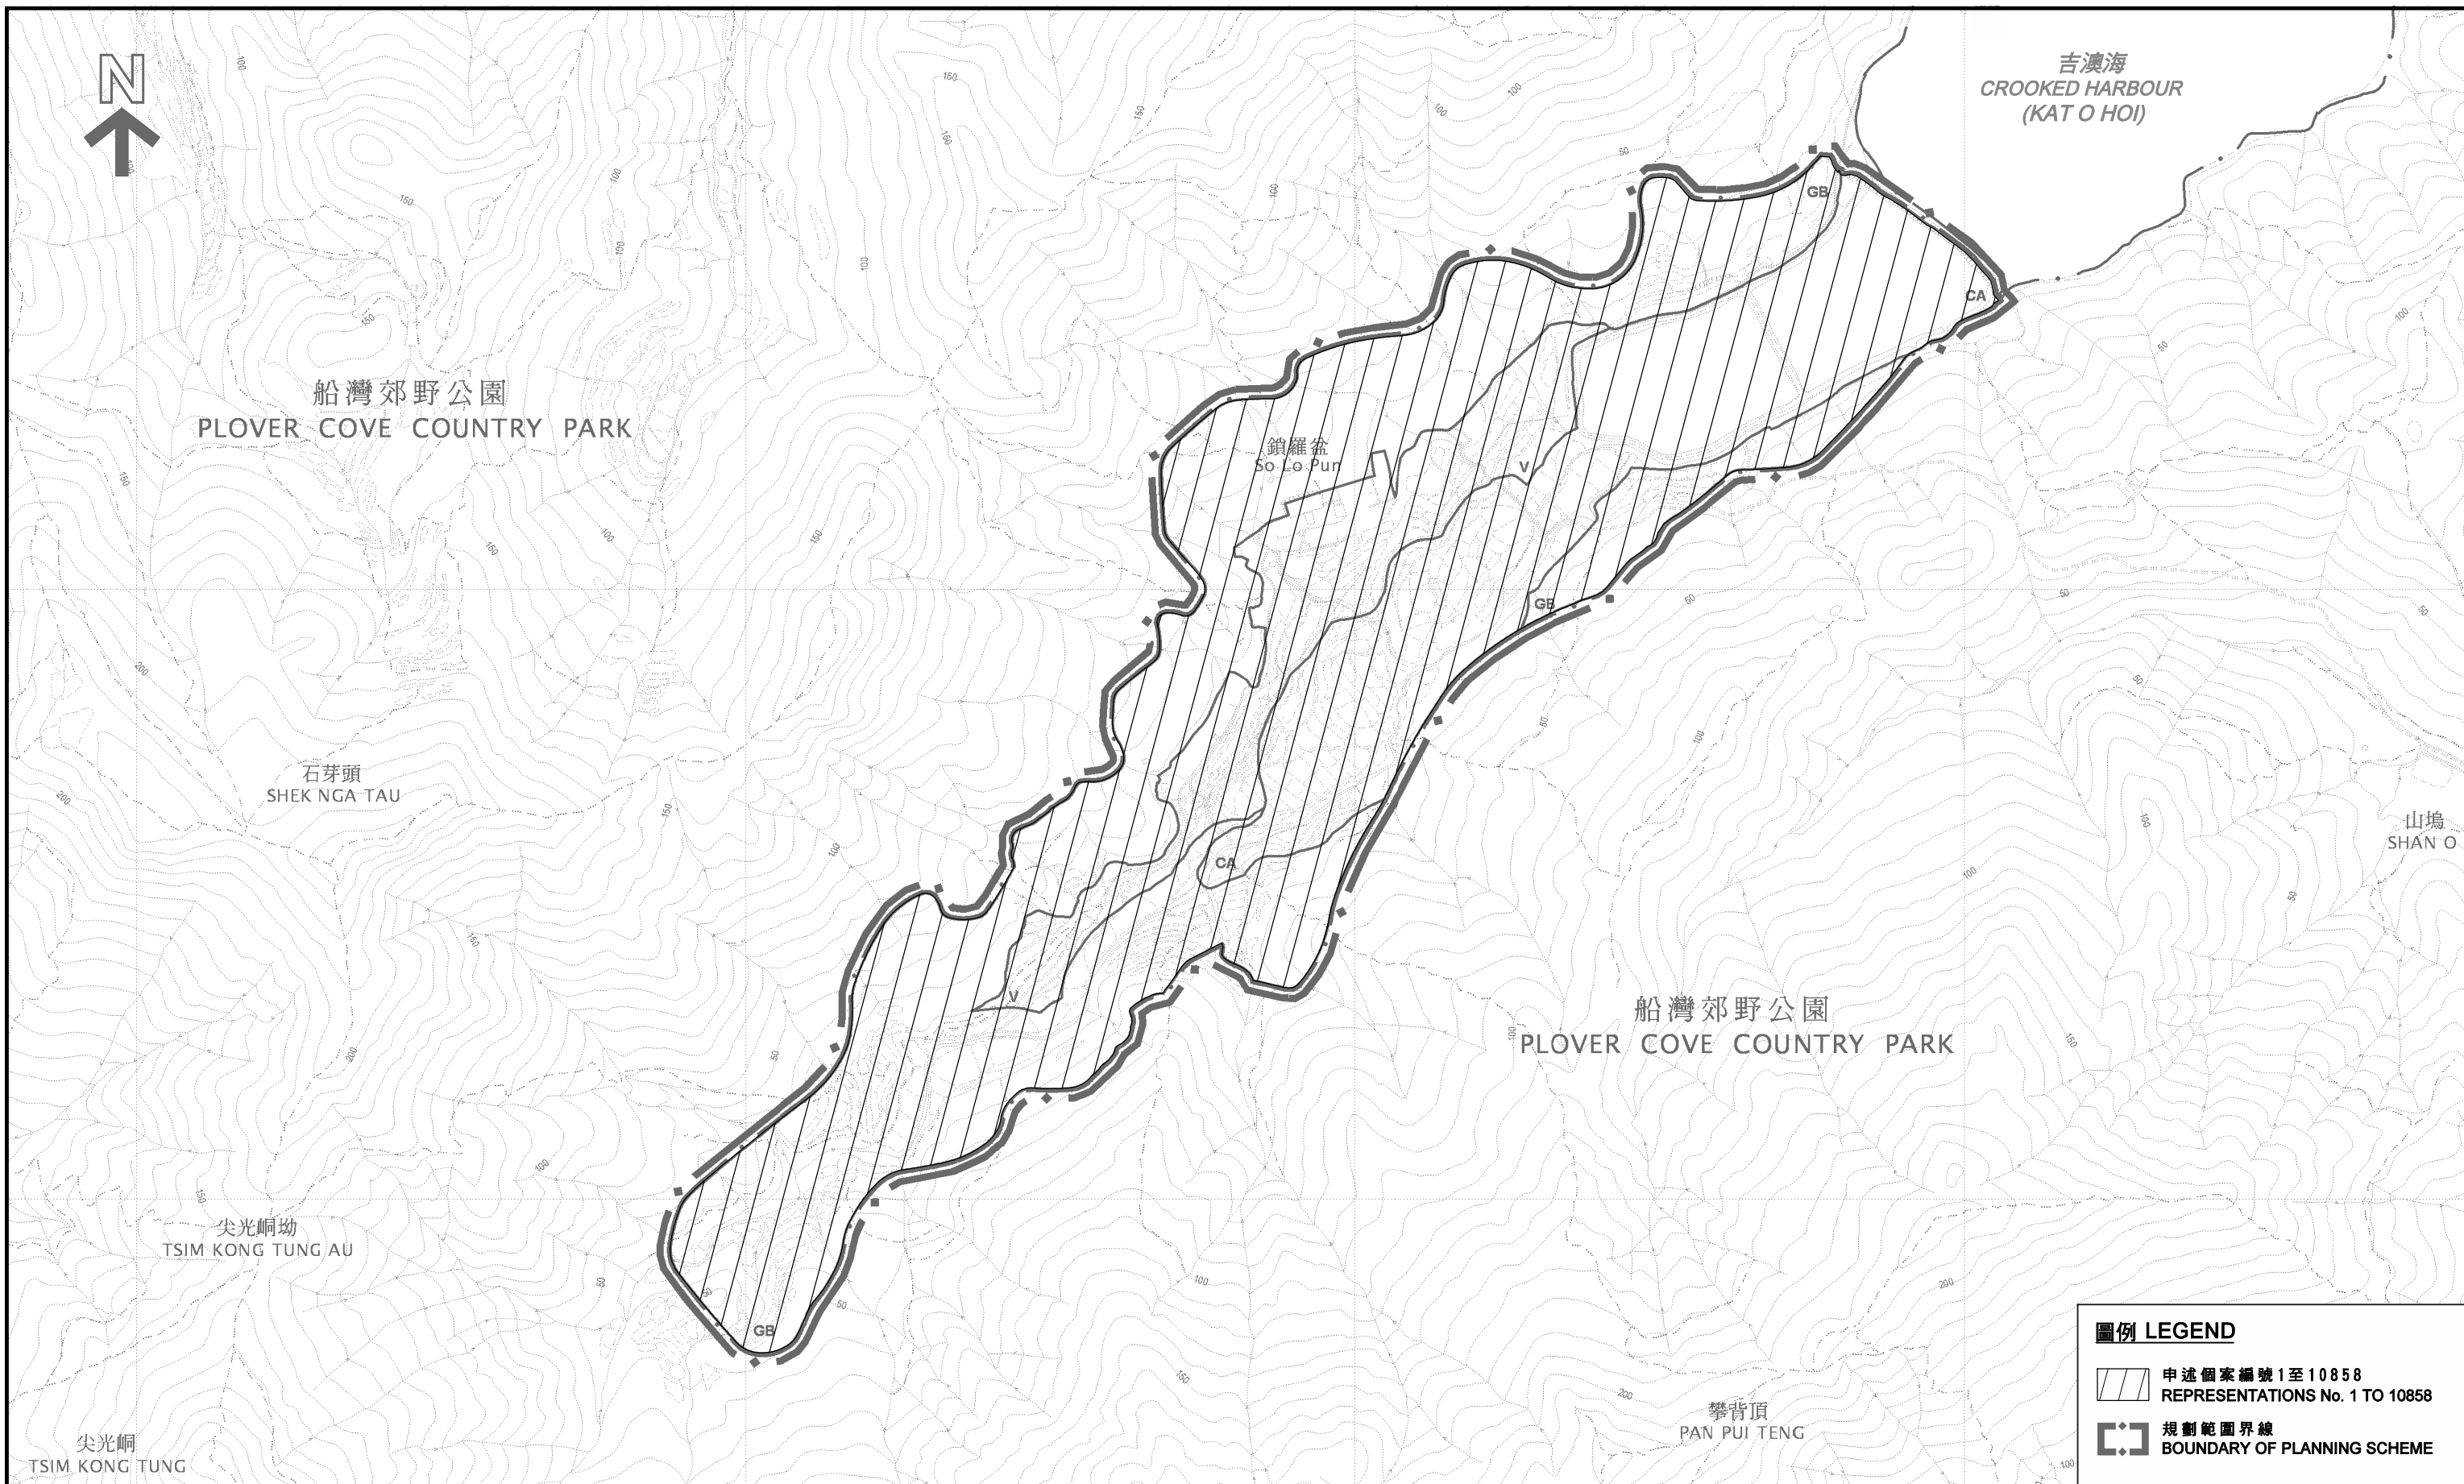 N
吉澳海
CROOKED HARBOUR
(KAT O HOI)
GB
CA
船灣郊野公園
PLOVER COVE COUNTRY PARK
鎖羅盆
So Lo Pun
V
GB
石芽頭
SHEK NGA TAU
山塢
SHAN O
CA
V
船灣郊野公園
PLOVER COVE COUNTRY PARK
尖光峒坳
TSIM KONG TUNG AU
GB
尖光峒
TSIM KONG TUNG
攀背頂
PAN PUI TENG
圖例 LEGEND
申述個案編號1至10858
REPRESENTATIONS No. 1 TO 10858
規劃範圍界線
BOUNDARY OF PLANNING SCHEME